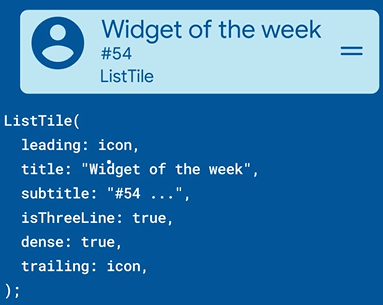 Widget of the week
#54
ListTile
ListTile(
leading: icon,
title: "Widget of the week",
subtitle: "#54 ...",
isThreeLine: true,
dense: true,
trailing: icon,
);